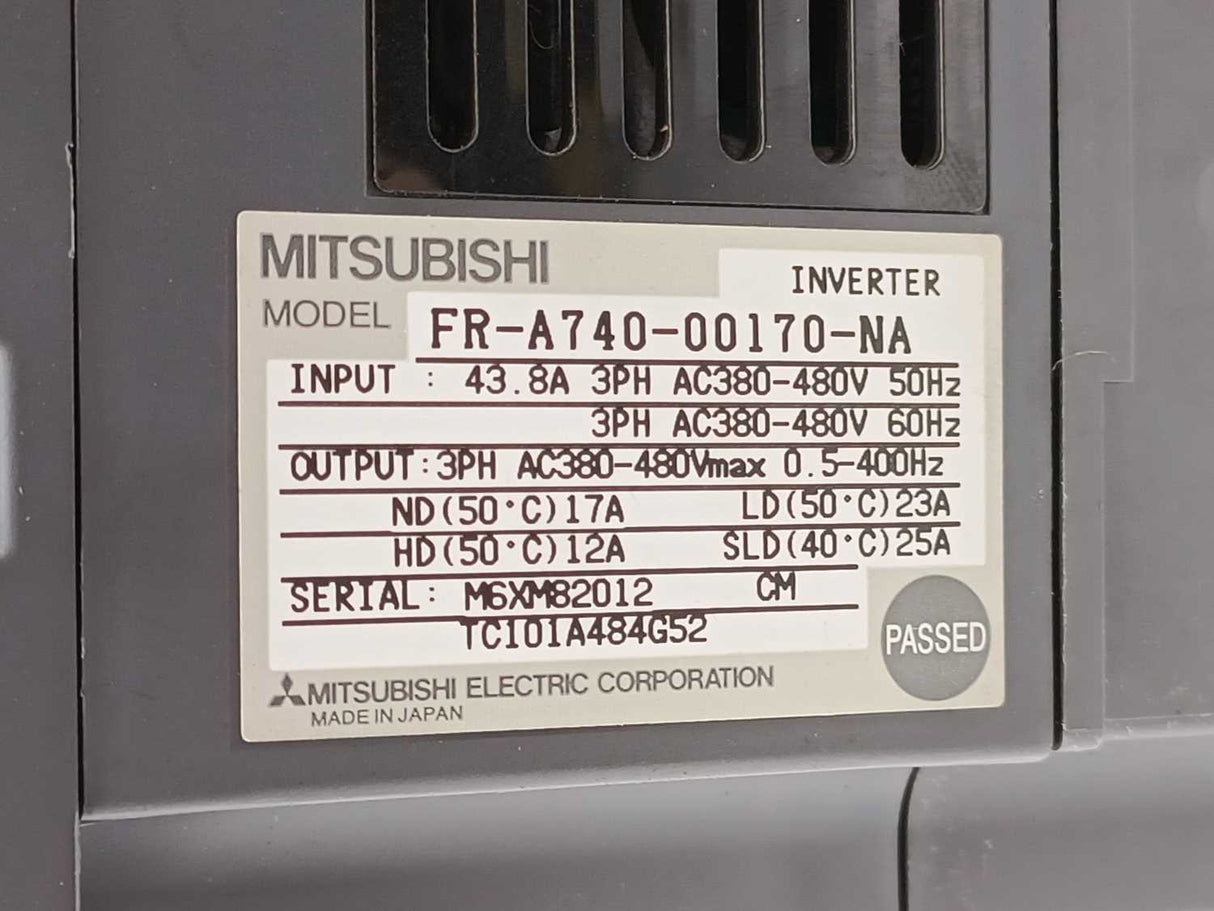 MITSUBISHI
INVERTER
MODEL FR-A740-00170-NA
INPUT : 43.8A 3PH AC380-480V 50Hz
3PH AC380-480V 60Hz
OUTPUT:3PH AC380-480Vmax 0.5-400Hz
ND(50°C)17A LD(50°C)23A
HD(50°C)12A SLD(40°C)25A
SERIAL: M6XM82012 CM
TC101A484G52
PASSED
MITSUBISHI ELECTRIC CORPORATION
MADE IN JAPAN